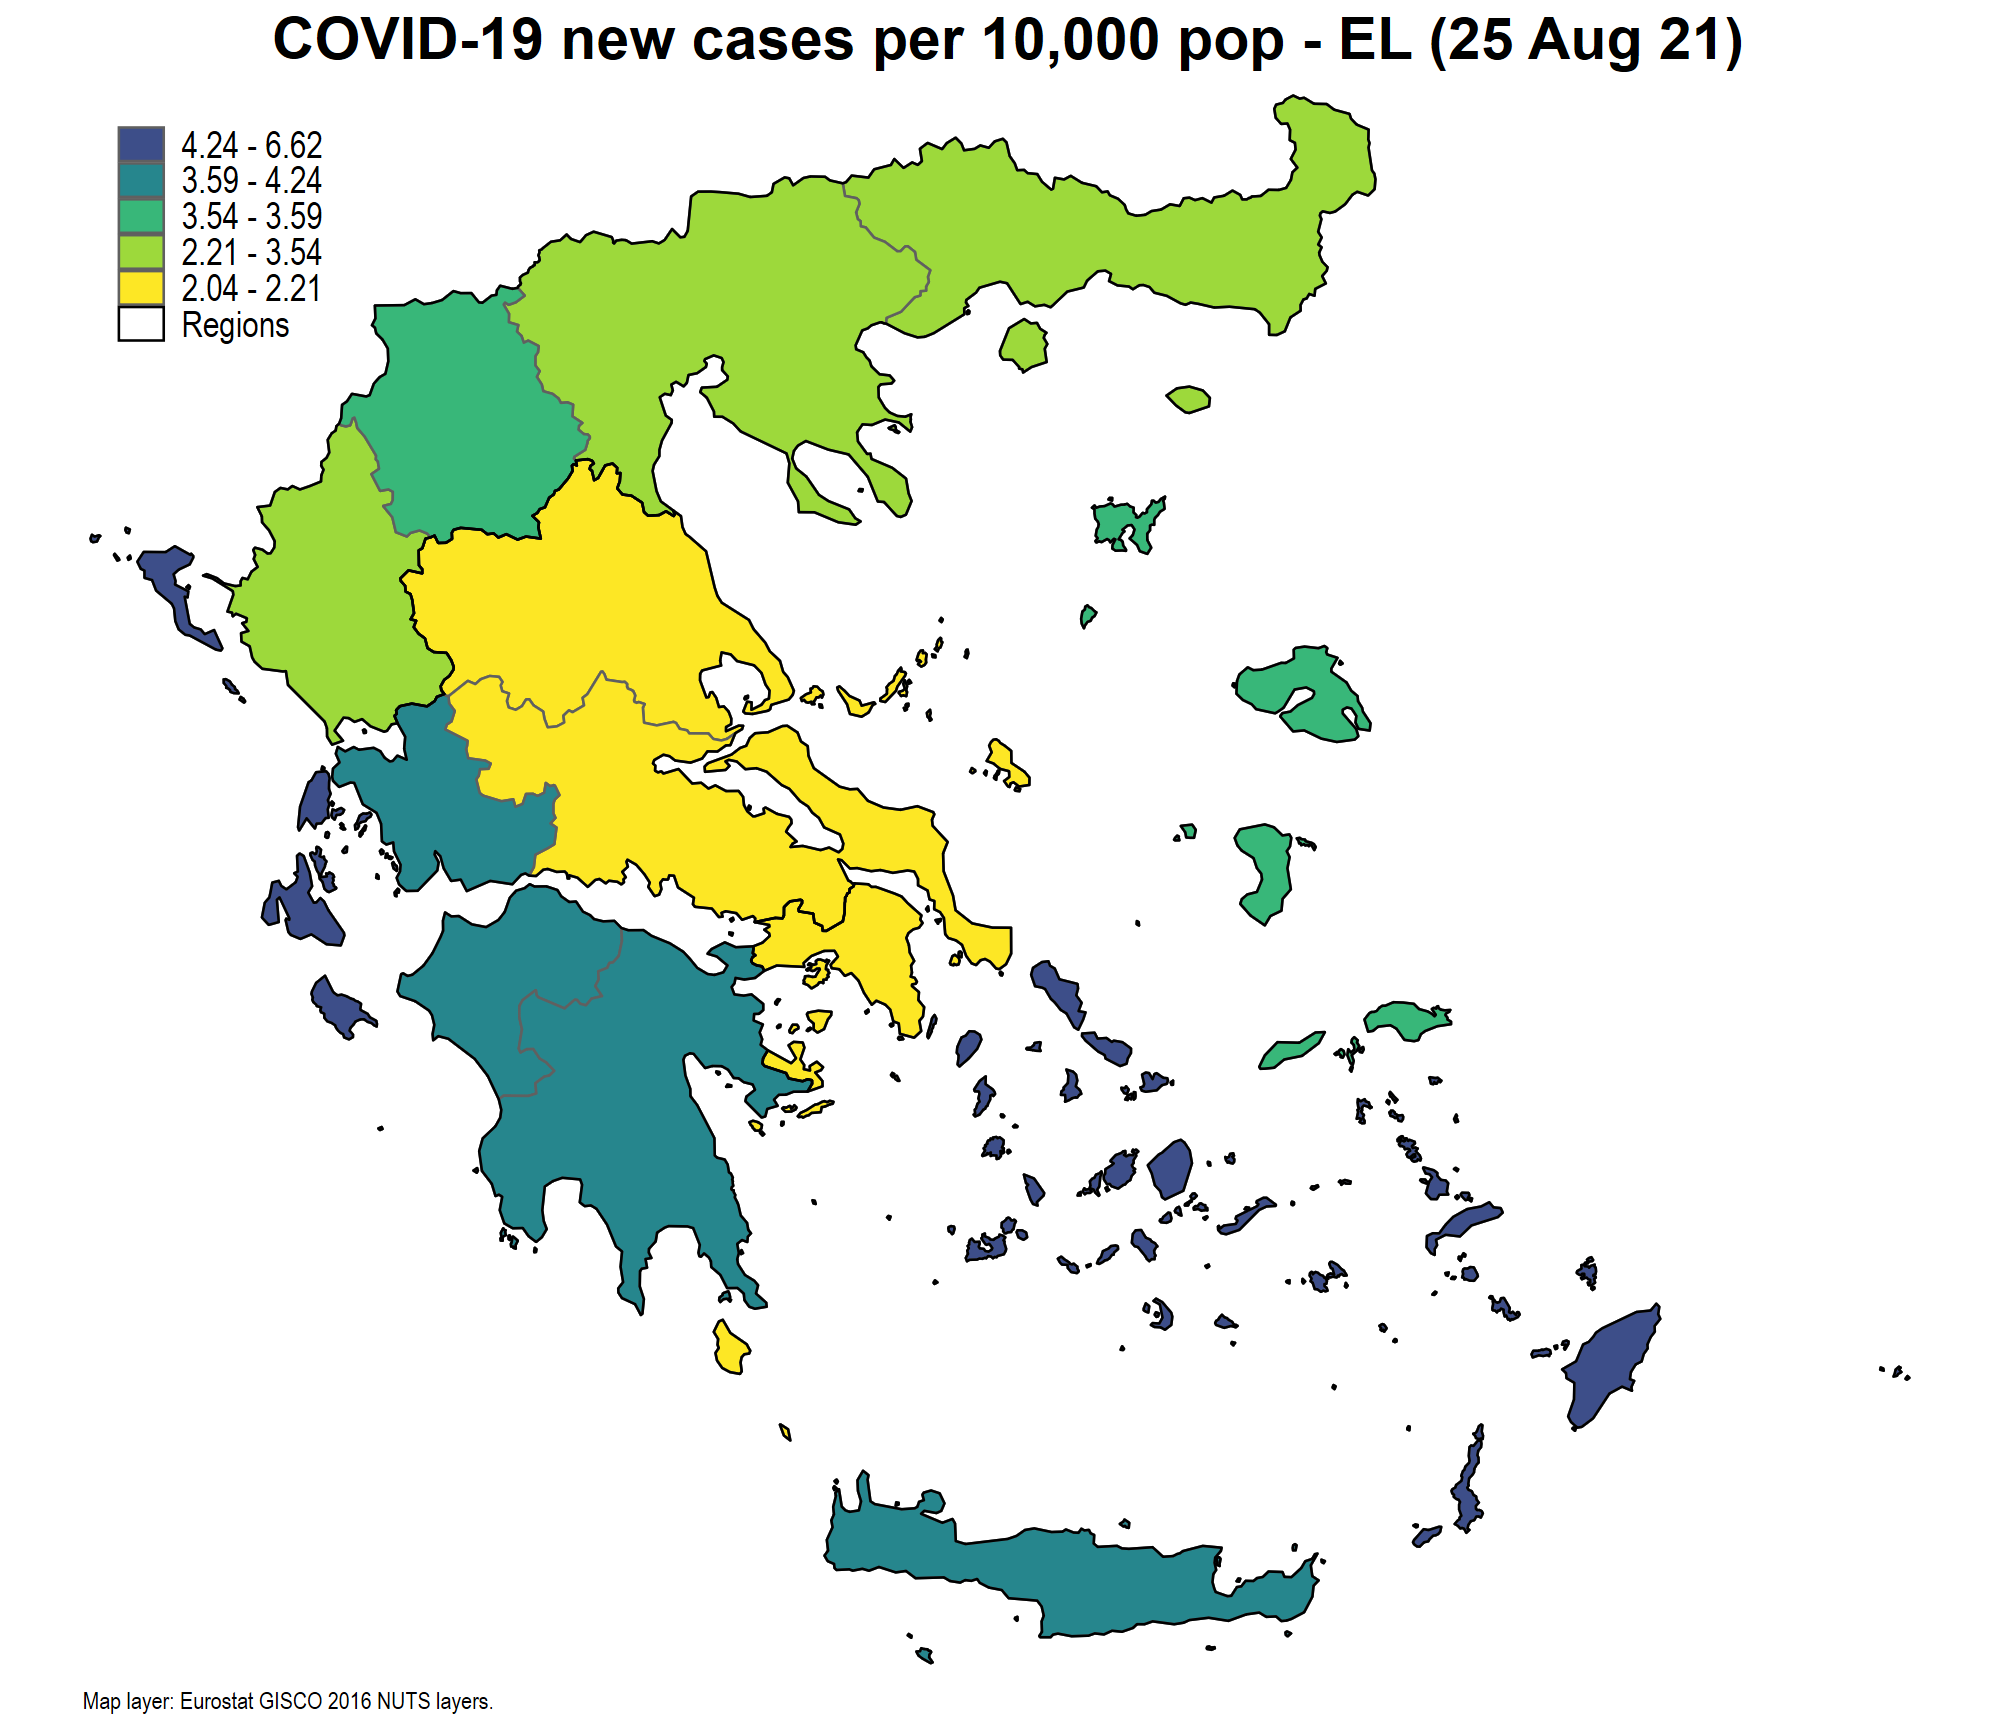 COVID-19 new cases per 10,000 pop - EL (25 Aug 21)
4.24 - 6.62
3.59 - 4.24
3.54 - 3.59
2.21 - 3.54
2.04 - 2.21
Regions
Map layer: Eurostat GISCO 2016 NUTS layers.